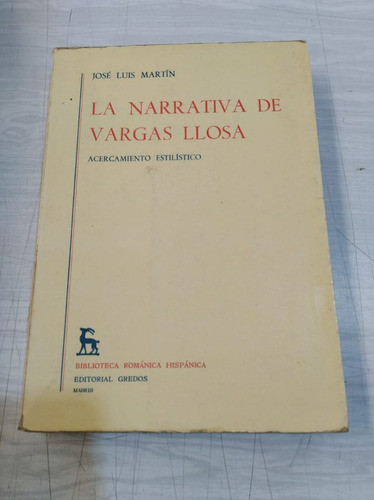 JOSÉ LUIS MARTÍN
LA NARRATIVA DE
VARGAS LLOSA
ACERCAMIENTO ESTILÍSTICO
BIBLIOTECA ROMÁNICA HISPÁNICA
EDITORIAL GREDOS
MADRID